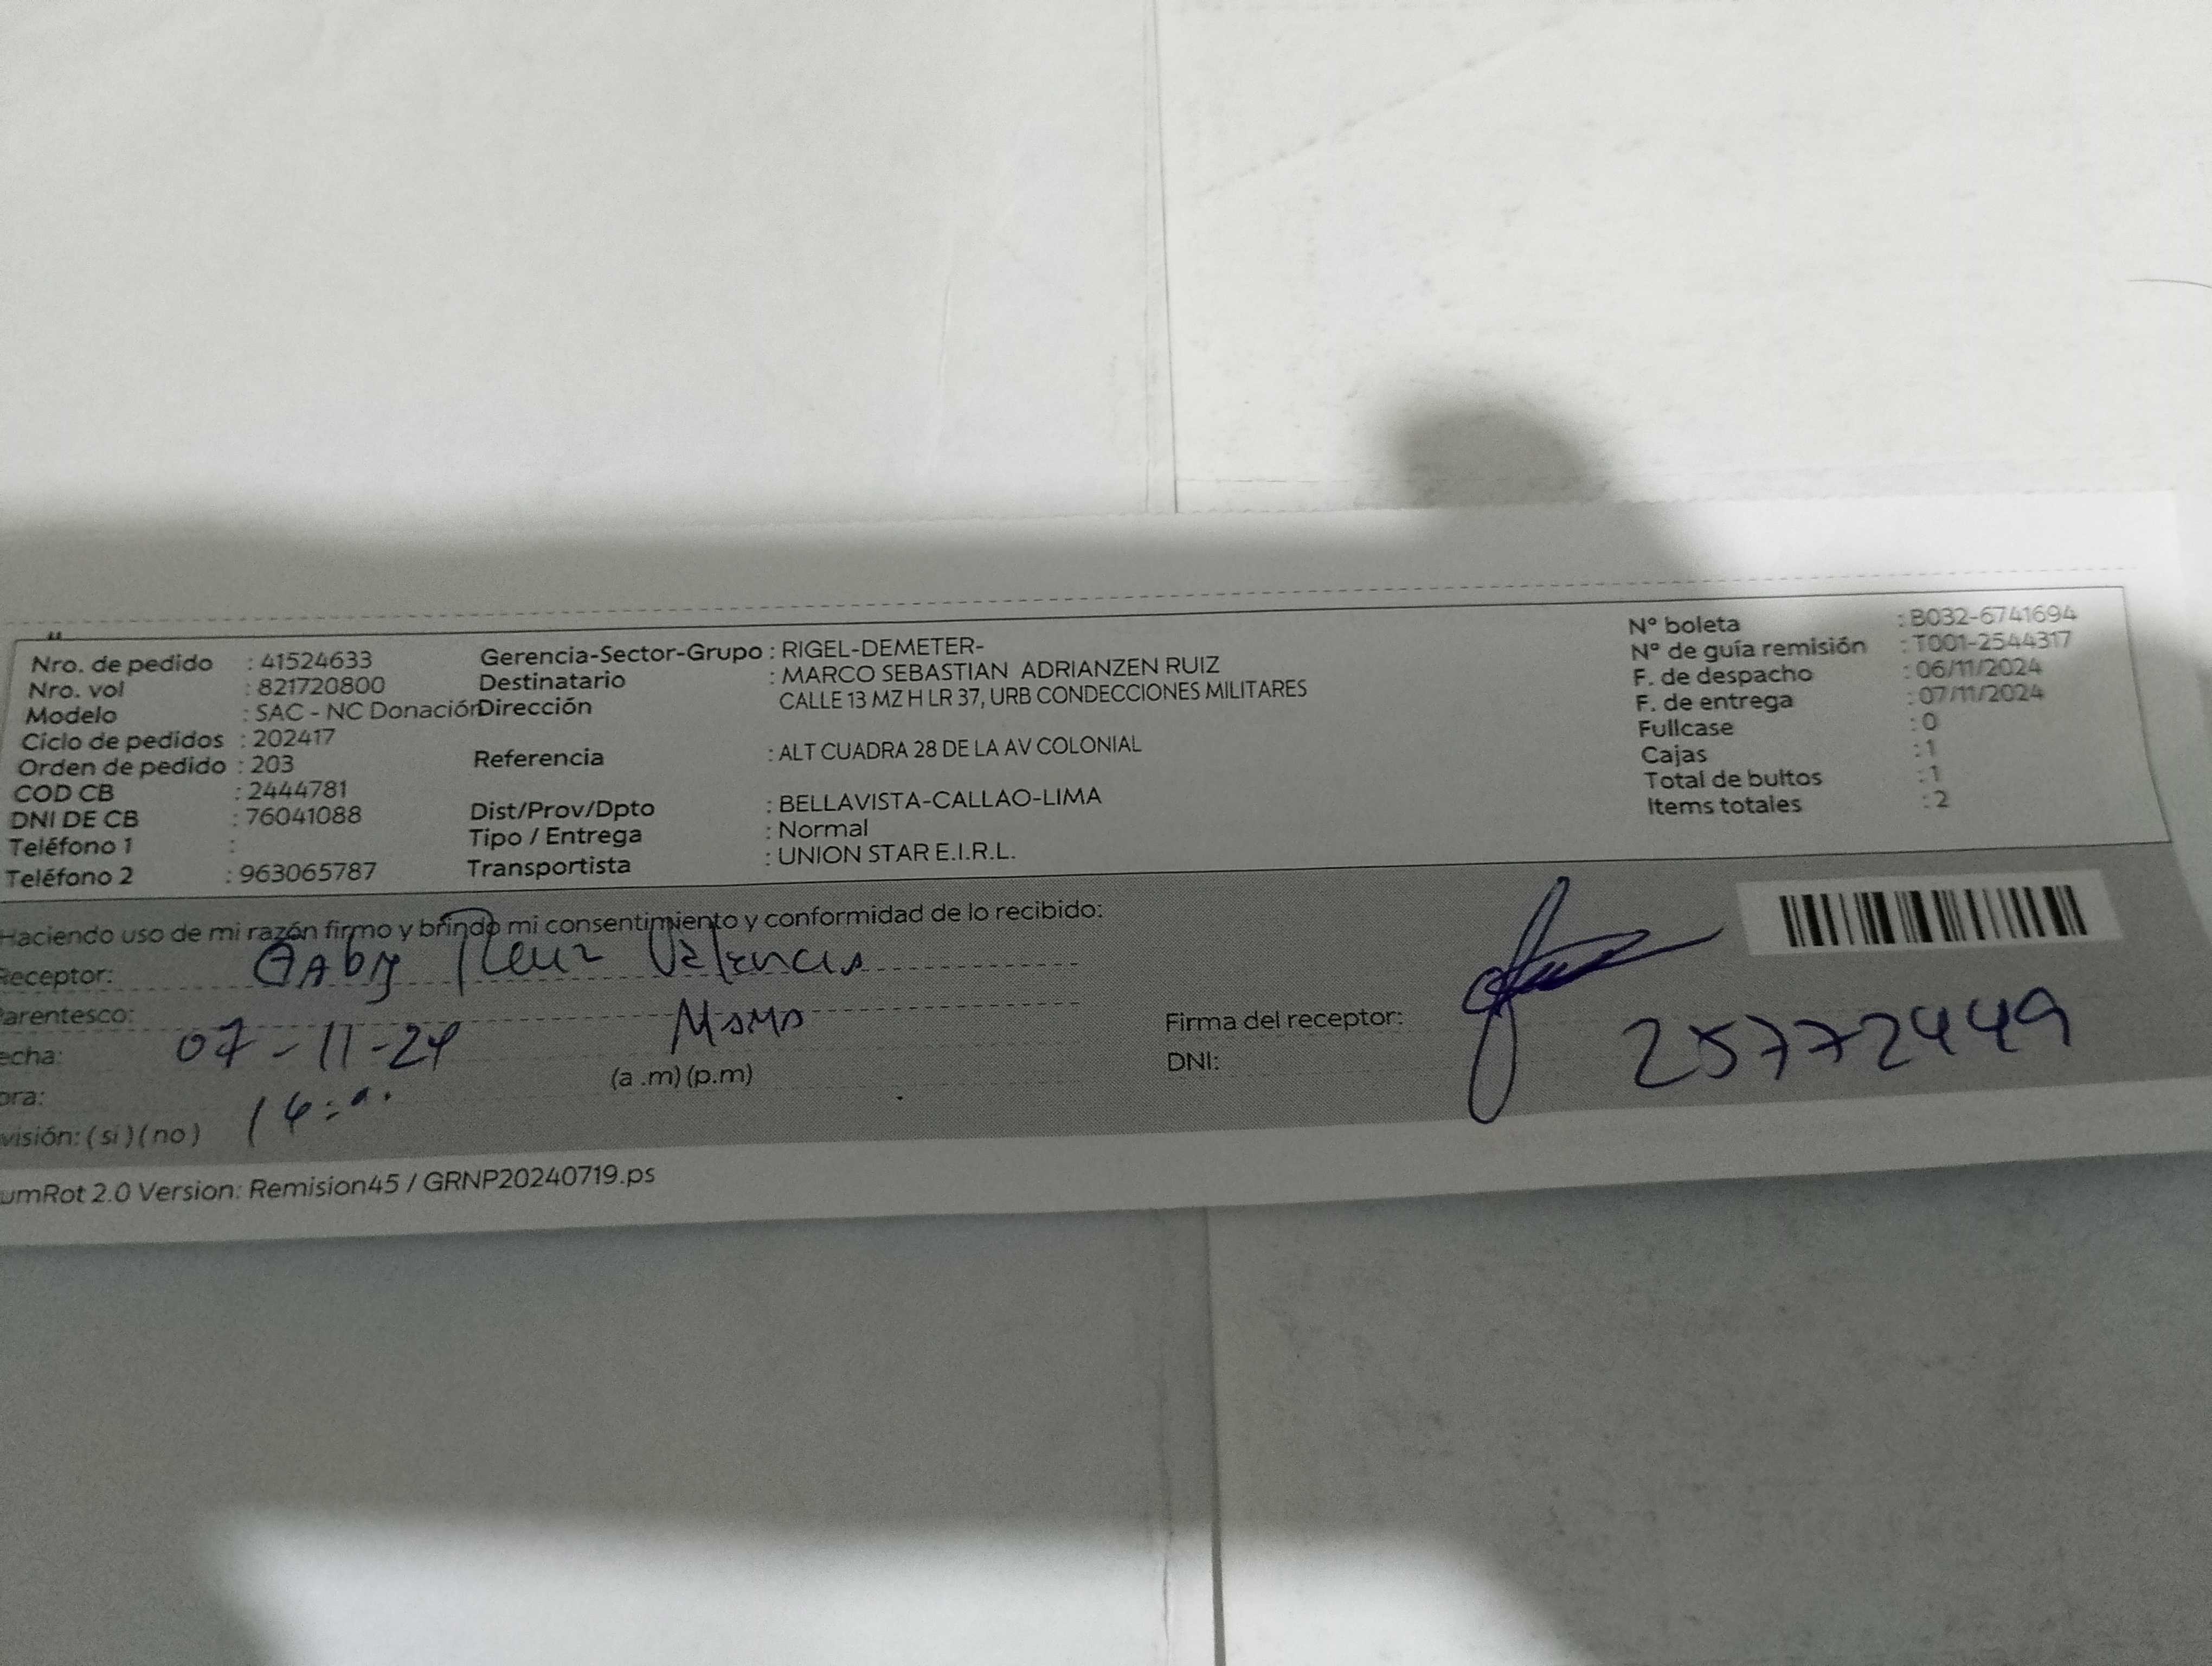 Nro. de pedido : 41524633
Nro. vol : 821720800
Modelo : SAC - NC Donación
Ciclo de pedidos : 202417
Orden de pedido : 203
COD CB : 2444781
DNI DE CB : 76041088
Teléfono 1 :
Teléfono 2 : 963065787
Gerencia-Sector-Grupo : RIGEL-DEMETER-
Destinatario : MARCO SEBASTIAN ADRIANZEN RUIZ
Dirección CALLE 13 MZ H LR 37, URB CONDECCIONES MILITARES
Referencia : ALT CUADRA 28 DE LA AV COLONIAL
Dist/Prov/Dpto : BELLAVISTA-CALLAO-LIMA
Tipo / Entrega : Normal
Transportista : UNION STAR E.I.R.L.
N° boleta : B032-6741694
N° de guía remisión : T001-2544317
F. de despacho : 06/11/2024
F. de entrega : 07/11/2024
Fullcase : 0
Cajas : 1
Total de bultos : 1
Items totales : 2
Haciendo uso de mi razón firmo y brindo mi consentimiento y conformidad de lo recibido:
Receptor: Gaby Valencia
arentesco: Mama
echa: 07-11-24
ora: (a .m) (p.m)
visión: (si) (no)
Firma del receptor:
DNI: 25772449
umRot 2.0 Version: Remision45 / GRNP20240719.ps